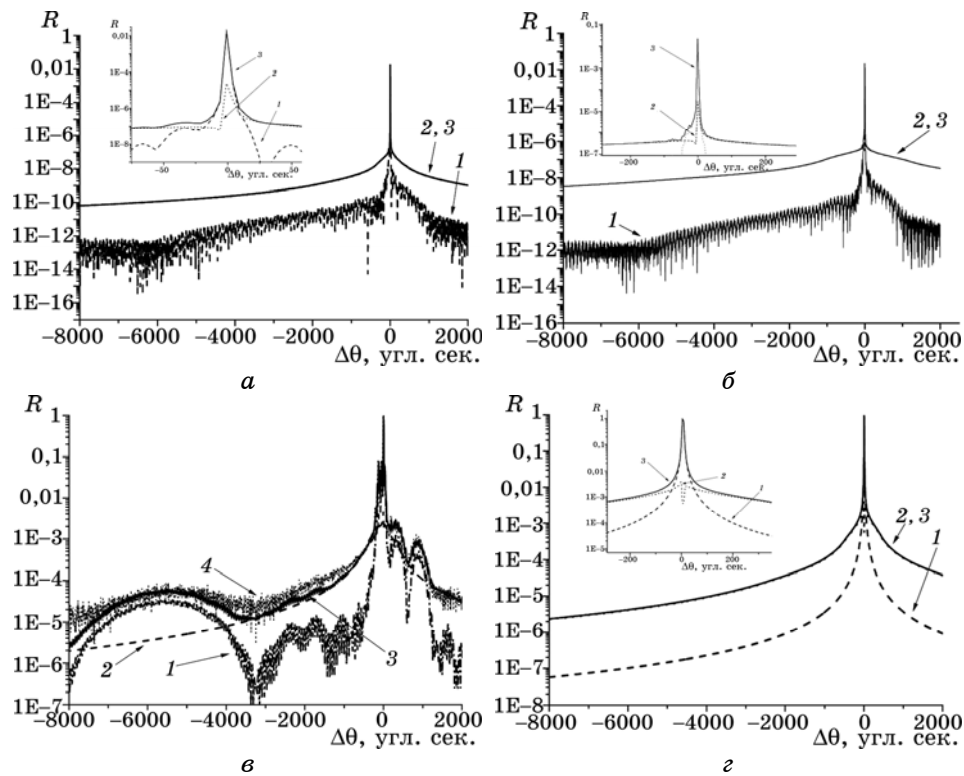 R
1
0,01
1E−4
1E−6
1E−8
1E−10
1E−12
1E−14
1E−16
−8000 −6000 −4000 −2000 0 2000
Δθ, угл. сек.
R
1
0,01
1E−4
1E−6
1E−8
−50 0 50
Δθ, угл. сек.
3
2
1
2, 3
1
а
R
1
0,01
1E−4
1E−6
1E−8
1E−10
1E−12
1E−14
1E−16
−8000 −6000 −4000 −2000 0 2000
Δθ, угл. сек.
R
0,1
1E−3
1E−5
1E−7
−200 0 200
Δθ, угл. сек.
3
2
2, 3
1
б
R
1
0,1
0,01
1E−3
1E−4
1E−5
1E−6
1E−7
−8000 −6000 −4000 −2000 0 2000
Δθ, угл. сек.
4
2
1
3
в
R
1
0,1
0,01
1E−3
1E−4
1E−5
1E−6
1E−7
1E−8
−8000 −6000 −4000 −2000 0 2000
Δθ, угл. сек.
R
1
0,1
0,01
1E−3
1E−4
1E−5
−200 0 200
Δθ, угл. сек.
3
2
1
2, 3
1
г